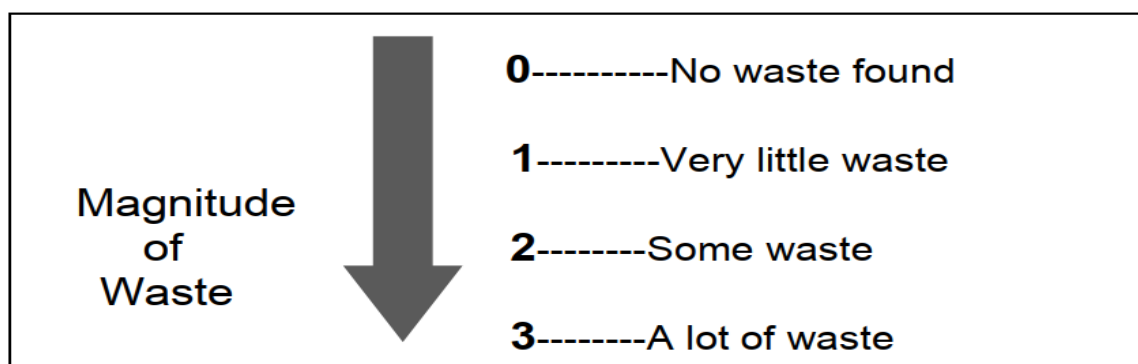 0----------No waste found
1---------Very little waste
Magnitude
of
Waste
2--------Some waste
3--------A lot of waste